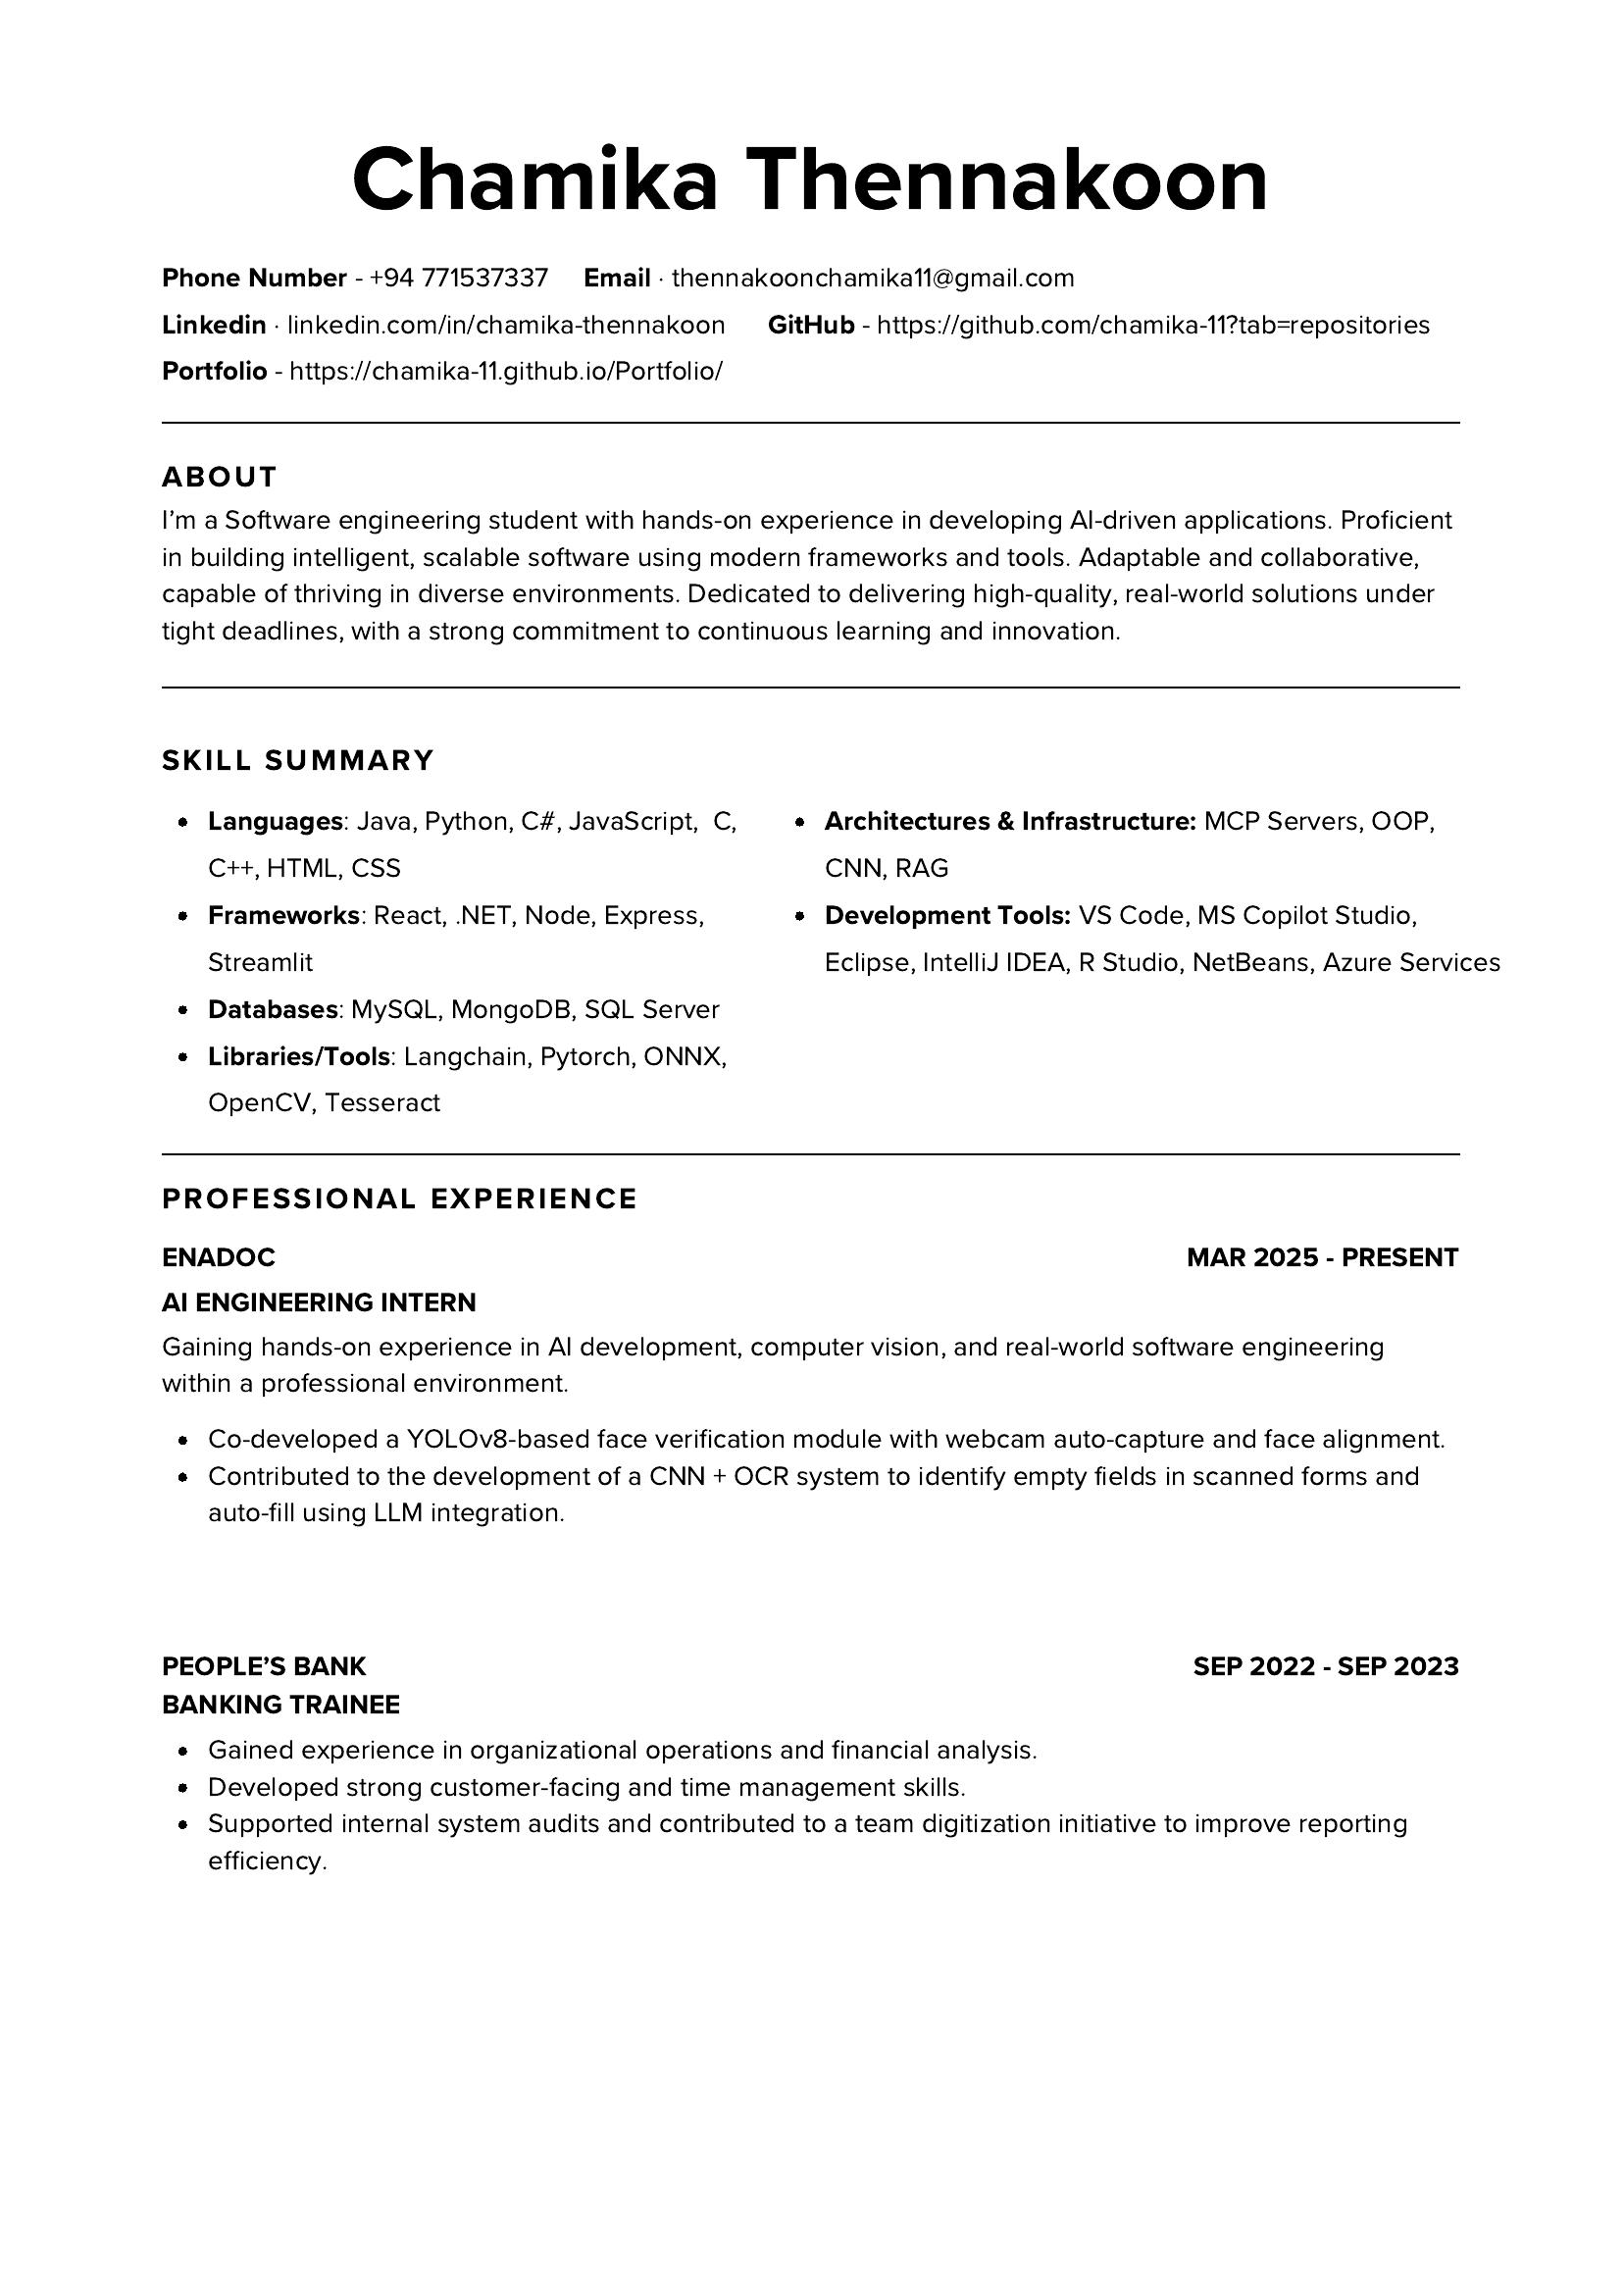 Chamika Thennakoon
Phone Number - +94 771537337 Email · thennakoonchamika11@gmail.com
Linkedin · linkedin.com/in/chamika-thennakoon GitHub - https://github.com/chamika-11?tab=repositories
Portfolio - https://chamika-11.github.io/Portfolio/
ABOUT
I’m a Software engineering student with hands-on experience in developing AI-driven applications. Proficient
in building intelligent, scalable software using modern frameworks and tools. Adaptable and collaborative,
capable of thriving in diverse environments. Dedicated to delivering high-quality, real-world solutions under
tight deadlines, with a strong commitment to continuous learning and innovation.
SKILL SUMMARY
• Languages: Java, Python, C#, JavaScript, C,
C++, HTML, CSS
• Frameworks: React, .NET, Node, Express,
Streamlit
• Databases: MySQL, MongoDB, SQL Server
• Libraries/Tools: Langchain, Pytorch, ONNX,
OpenCV, Tesseract
• Architectures & Infrastructure: MCP Servers, OOP,
CNN, RAG
• Development Tools: VS Code, MS Copilot Studio,
Eclipse, IntelliJ IDEA, R Studio, NetBeans, Azure Services
PROFESSIONAL EXPERIENCE
ENADOC MAR 2025 - PRESENT
AI ENGINEERING INTERN
Gaining hands-on experience in AI development, computer vision, and real-world software engineering
within a professional environment.
• Co-developed a YOLOv8-based face verification module with webcam auto-capture and face alignment.
• Contributed to the development of a CNN + OCR system to identify empty fields in scanned forms and
auto-fill using LLM integration.
PEOPLE’S BANK SEP 2022 - SEP 2023
BANKING TRAINEE
• Gained experience in organizational operations and financial analysis.
• Developed strong customer-facing and time management skills.
• Supported internal system audits and contributed to a team digitization initiative to improve reporting
efficiency.